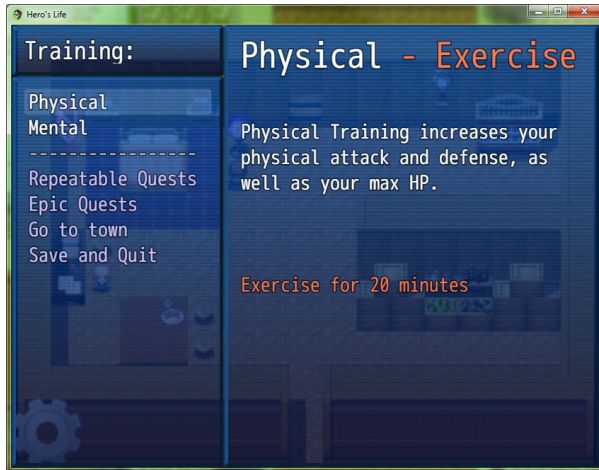 Hero's Life
Training:
Physical
Mental
-----------------
Repeatable Quests
Epic Quests
Go to town
Save and Quit
Physical - Exercise
Physical Training increases your
physical attack and defense, as
well as your max HP.
Exercise for 20 minutes